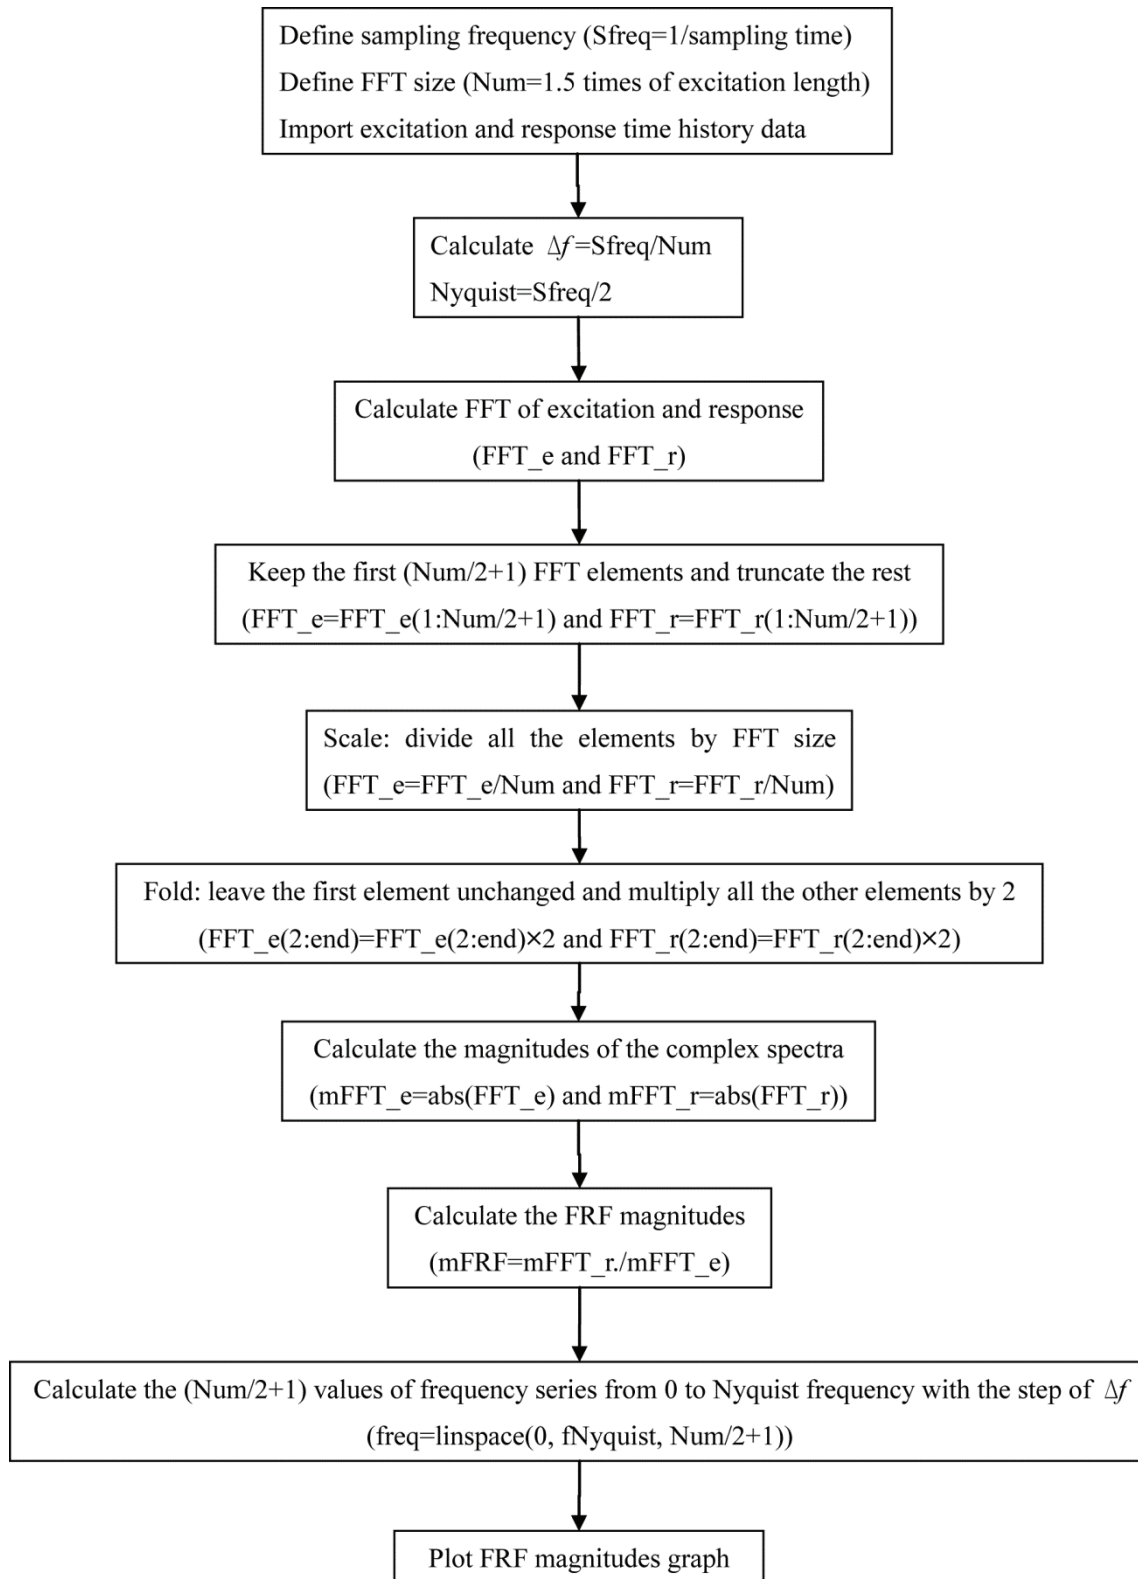 Define sampling frequency (Sfreq=1/sampling time)
Define FFT size (Num=1.5 times of excitation length)
Import excitation and response time history data
Calculate Δf=Sfreq/Num
Nyquist=Sfreq/2
Calculate FFT of excitation and response
(FFT_e and FFT_r)
Keep the first (Num/2+1) FFT elements and truncate the rest
(FFT_e=FFT_e(1:Num/2+1) and FFT_r=FFT_r(1:Num/2+1))
Scale: divide all the elements by FFT size
(FFT_e=FFT_e/Num and FFT_r=FFT_r/Num)
Fold: leave the first element unchanged and multiply all the other elements by 2
(FFT_e(2:end)=FFT_e(2:end)×2 and FFT_r(2:end)=FFT_r(2:end)×2)
Calculate the magnitudes of the complex spectra
(mFFT_e=abs(FFT_e) and mFFT_r=abs(FFT_r))
Calculate the FRF magnitudes
(mFRF=mFFT_r./mFFT_e)
Calculate the (Num/2+1) values of frequency series from 0 to Nyquist frequency with the step of Δf
(freq=linspace(0, fNyquist, Num/2+1))
Plot FRF magnitudes graph